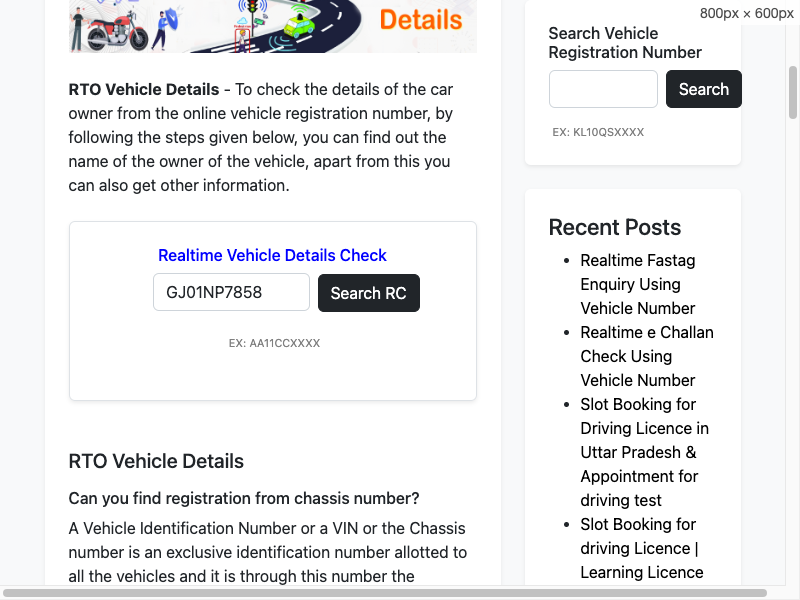 800px × 600px
Details
RTO Vehicle Details - To check the details of the car
owner from the online vehicle registration number, by
following the steps given below, you can find out the
name of the owner of the vehicle, apart from this you
can also get other information.
Realtime Vehicle Details Check
GJ01NP7858
Search RC
EX: AA11CCXXXX
RTO Vehicle Details
Can you find registration from chassis number?
A Vehicle Identification Number or a VIN or the Chassis
number is an exclusive identification number allotted to
all the vehicles and it is through this number the
Search Vehicle
Registration Number
Search
EX: KL10QSXXXX
Recent Posts
Realtime Fastag
Enquiry Using
Vehicle Number
Realtime e Challan
Check Using
Vehicle Number
Slot Booking for
Driving Licence in
Uttar Pradesh &
Appointment for
driving test
Slot Booking for
driving Licence |
Learning Licence